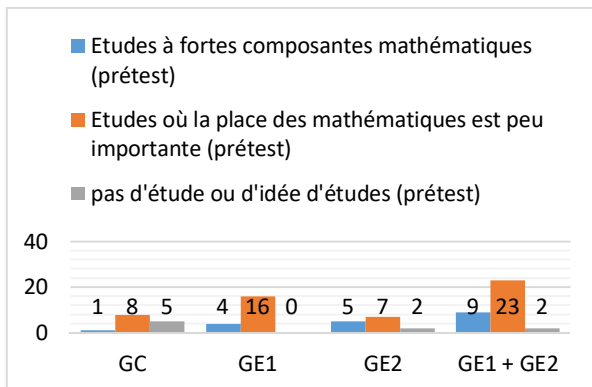 Etudes à fortes composantes mathématiques
(prétest)
Etudes où la place des mathématiques est peu
importante (prétest)
pas d'étude ou d'idée d'études (prétest)
40
20
0
1 8 5 4 16 0 5 7 2 9 23 2
GC GE1 GE2 GE1 + GE2